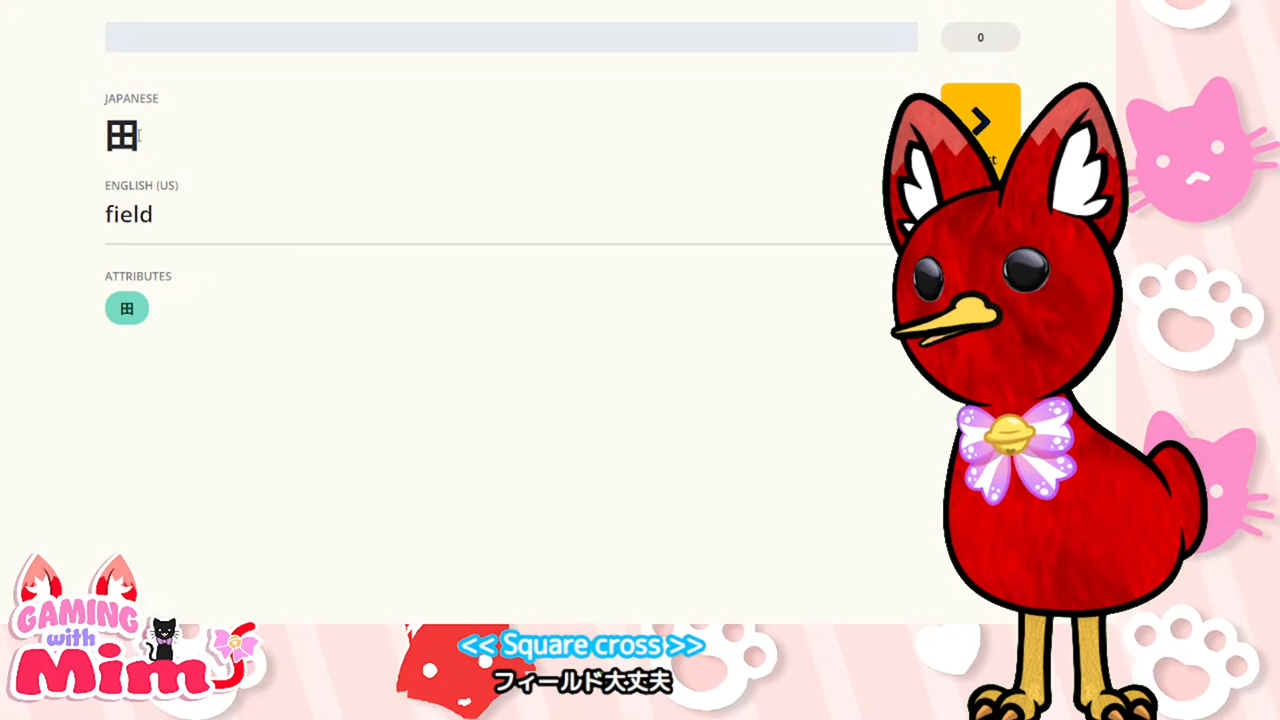 0
JAPANESE
田
ENGLISH (US)
field
ATTRIBUTES
田
GAMING
with
Mim
<< Square cross >>
フィールド大丈夫